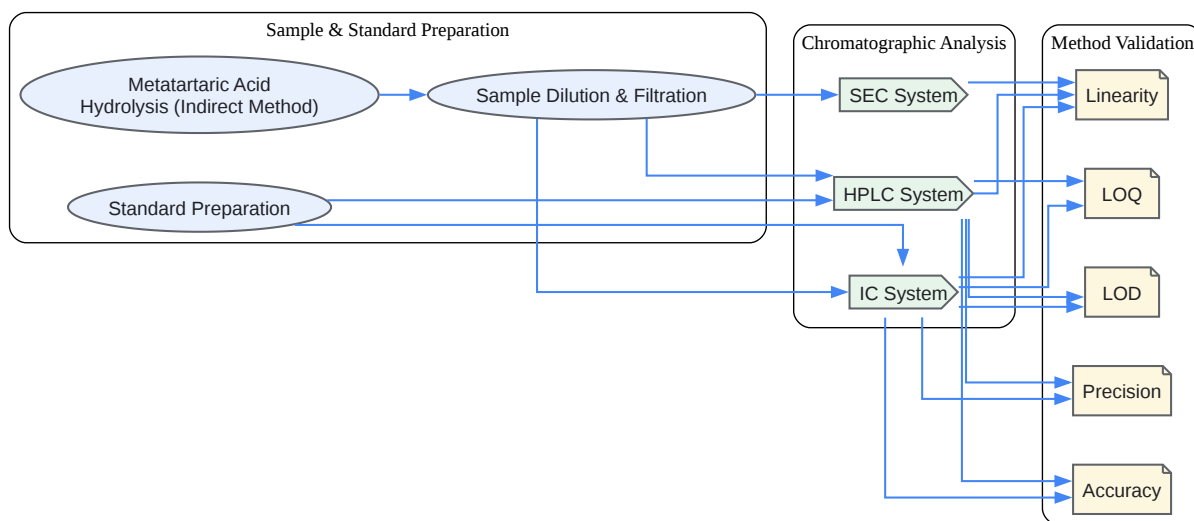 Sample & Standard Preparation
Metatartaric Acid
Hydrolysis (Indirect Method)
Sample Dilution & Filtration
Standard Preparation
Chromatographic Analysis
SEC System
HPLC System
IC System
Method Validation
Linearity
LOQ
LOD
Precision
Accuracy